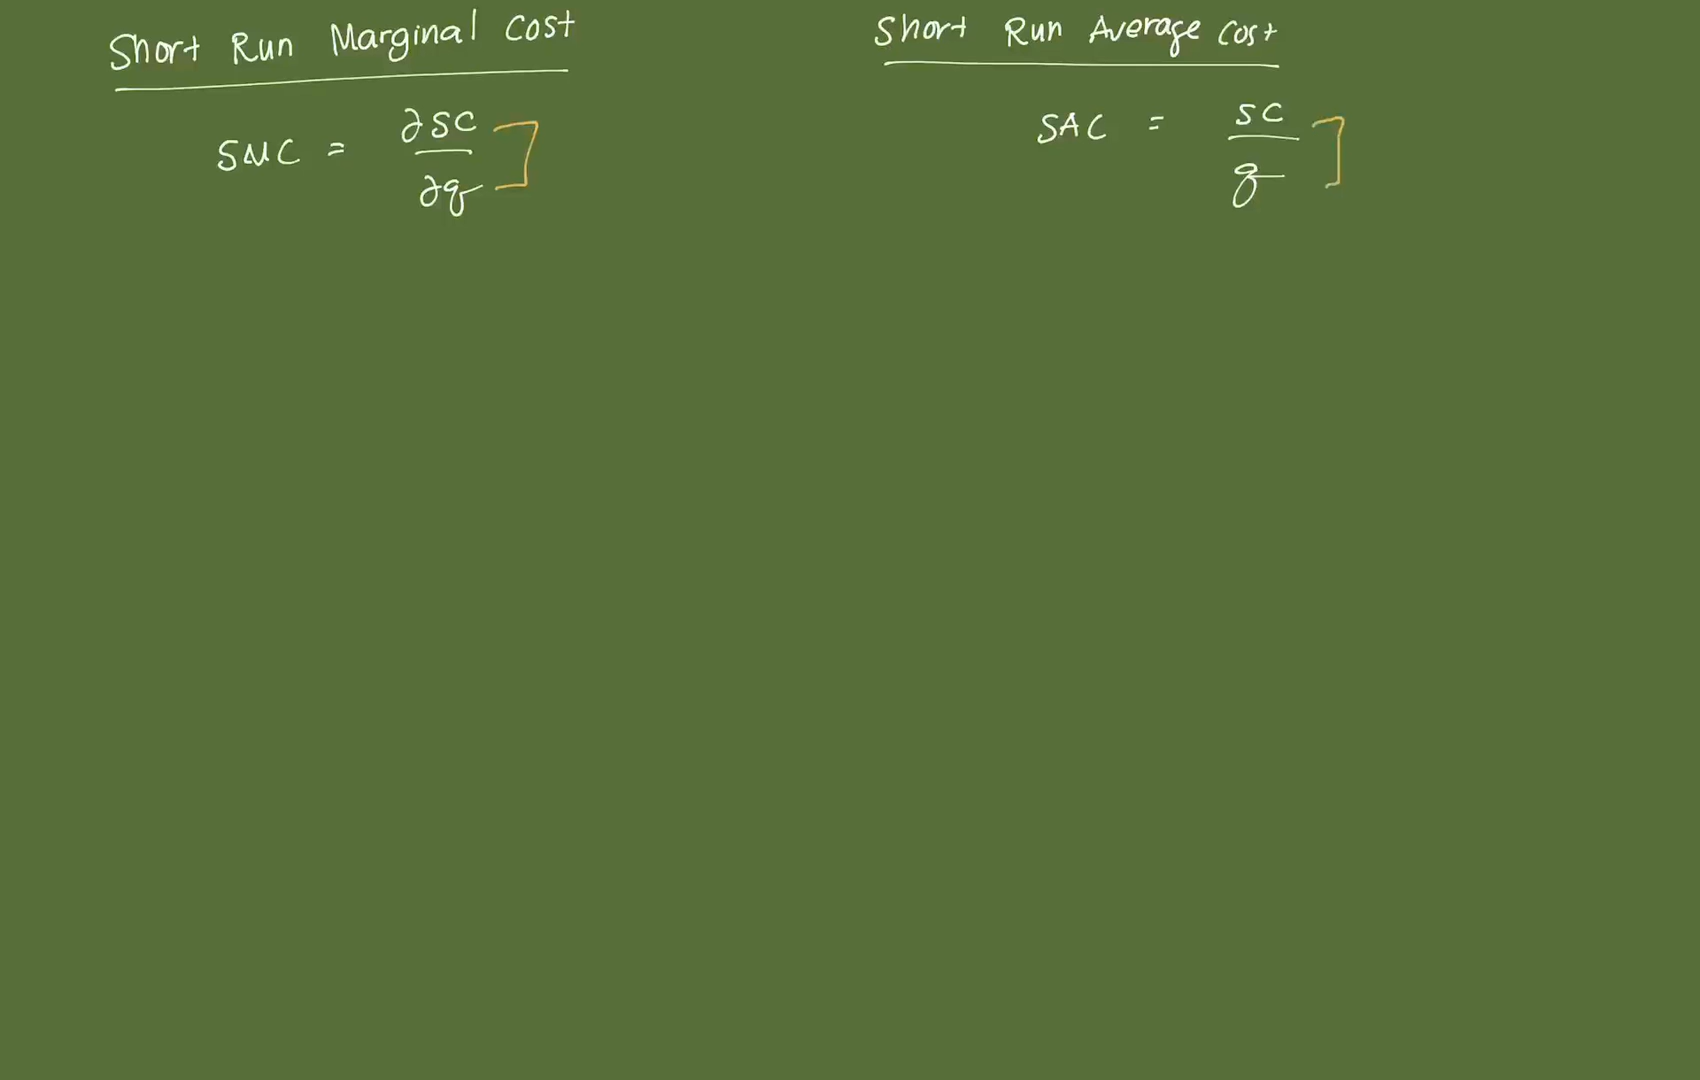 Short Run Marginal Cost
SMC = ∂SC / ∂q ]
Short Run Average Cost
SAC = SC / q ]